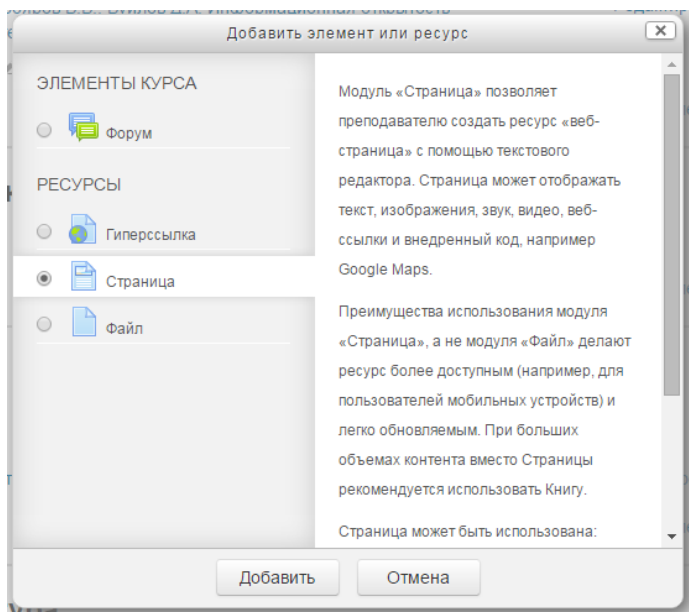 Добавить элемент или ресурс
ЭЛЕМЕНТЫ КУРСА
Форум
РЕСУРСЫ
Гиперссылка
Страница
Файл
Модуль «Страница» позволяет
преподавателю создать ресурс «веб-
страница» с помощью текстового
редактора. Страница может отображать
текст, изображения, звук, видео, веб-
ссылки и внедренный код, например
Google Maps.
Преимущества использования модуля
«Страница», а не модуля «Файл» делают
ресурс более доступным (например, для
пользователей мобильных устройств) и
легко обновляемым. При больших
объемах контента вместо Страницы
рекомендуется использовать Книгу.
Страница может быть использована:
Добавить
Отмена